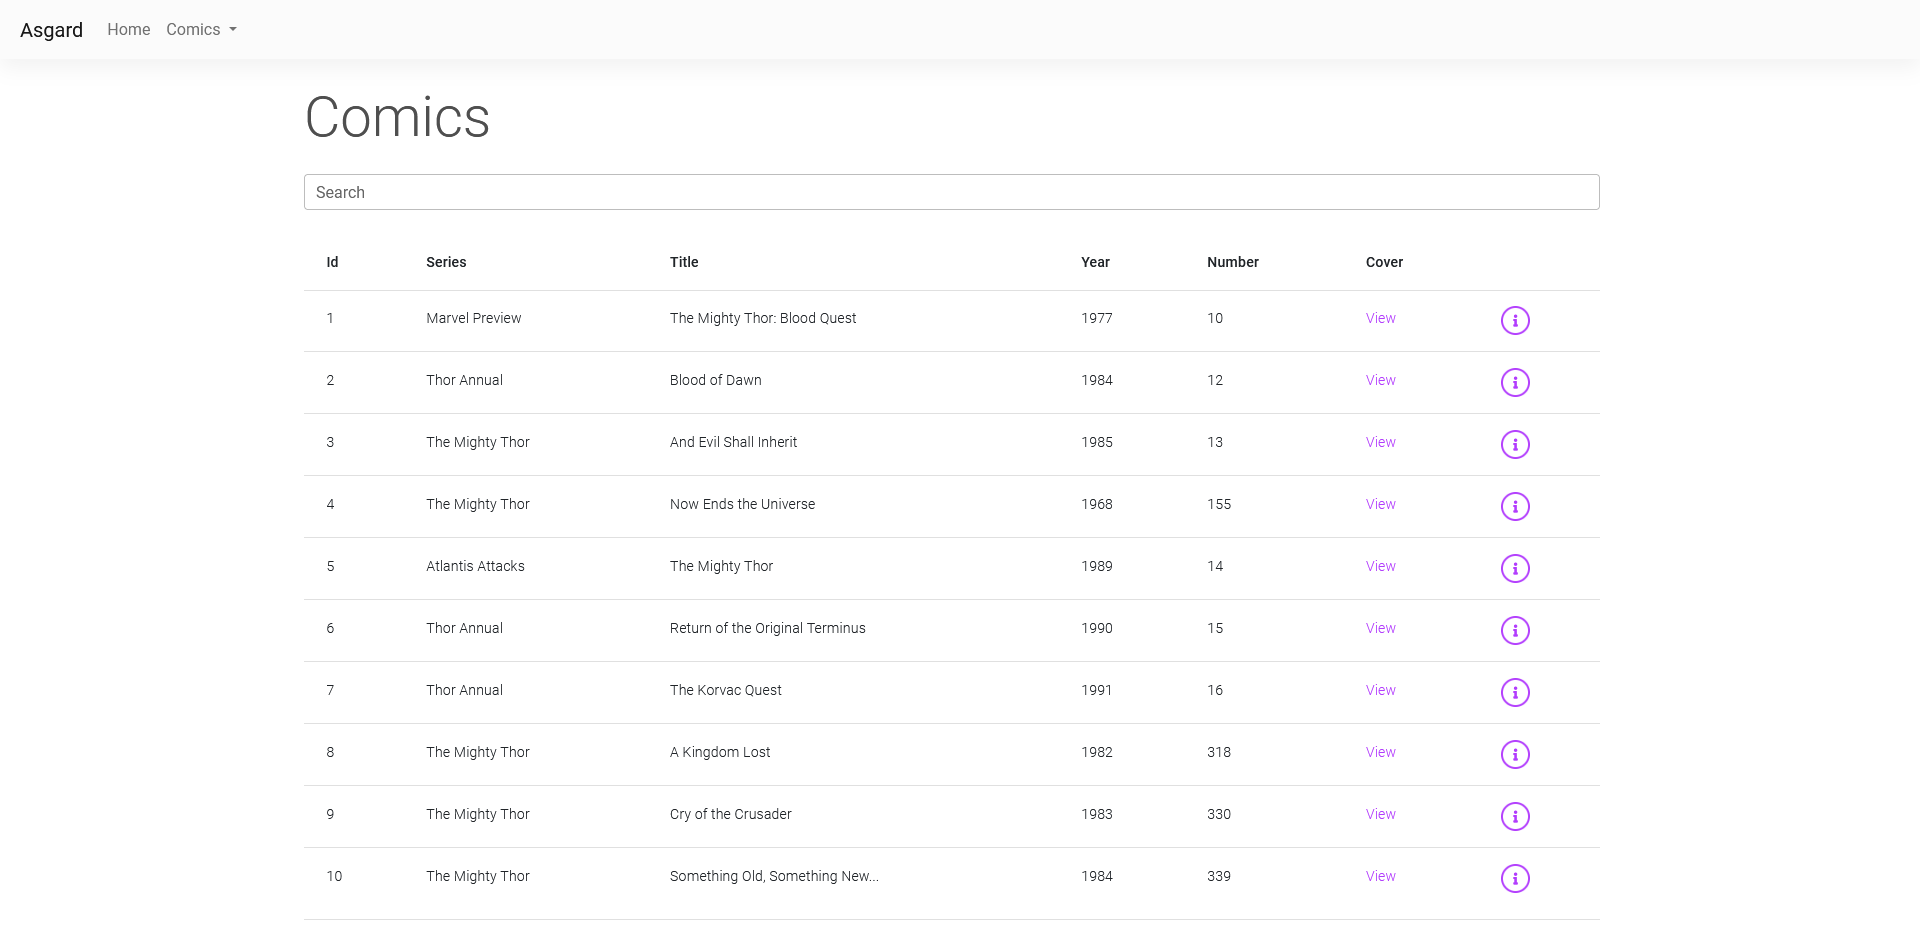 Asgard Home Comics
Comics
Search
Id Series Title Year Number Cover
1 Marvel Preview The Mighty Thor: Blood Quest 1977 10 View
2 Thor Annual Blood of Dawn 1984 12 View
3 The Mighty Thor And Evil Shall Inherit 1985 13 View
4 The Mighty Thor Now Ends the Universe 1968 155 View
5 Atlantis Attacks The Mighty Thor 1989 14 View
6 Thor Annual Return of the Original Terminus 1990 15 View
7 Thor Annual The Korvac Quest 1991 16 View
8 The Mighty Thor A Kingdom Lost 1982 318 View
9 The Mighty Thor Cry of the Crusader 1983 330 View
10 The Mighty Thor Something Old, Something New... 1984 339 View